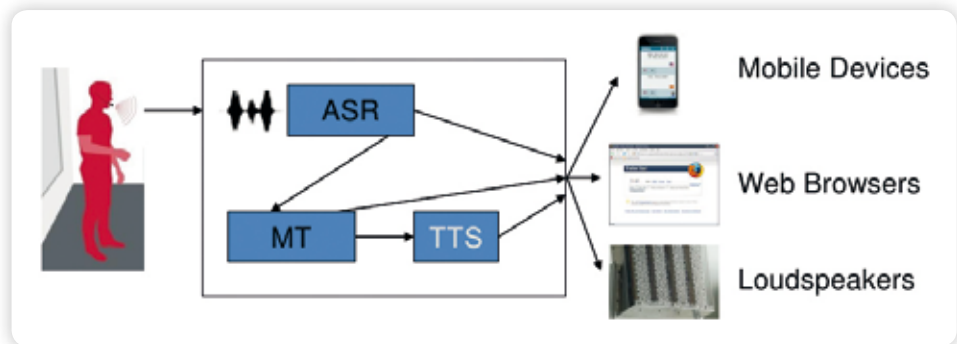 ASR
Mobile Devices
Web Browsers
MT
TTS
Loudspeakers